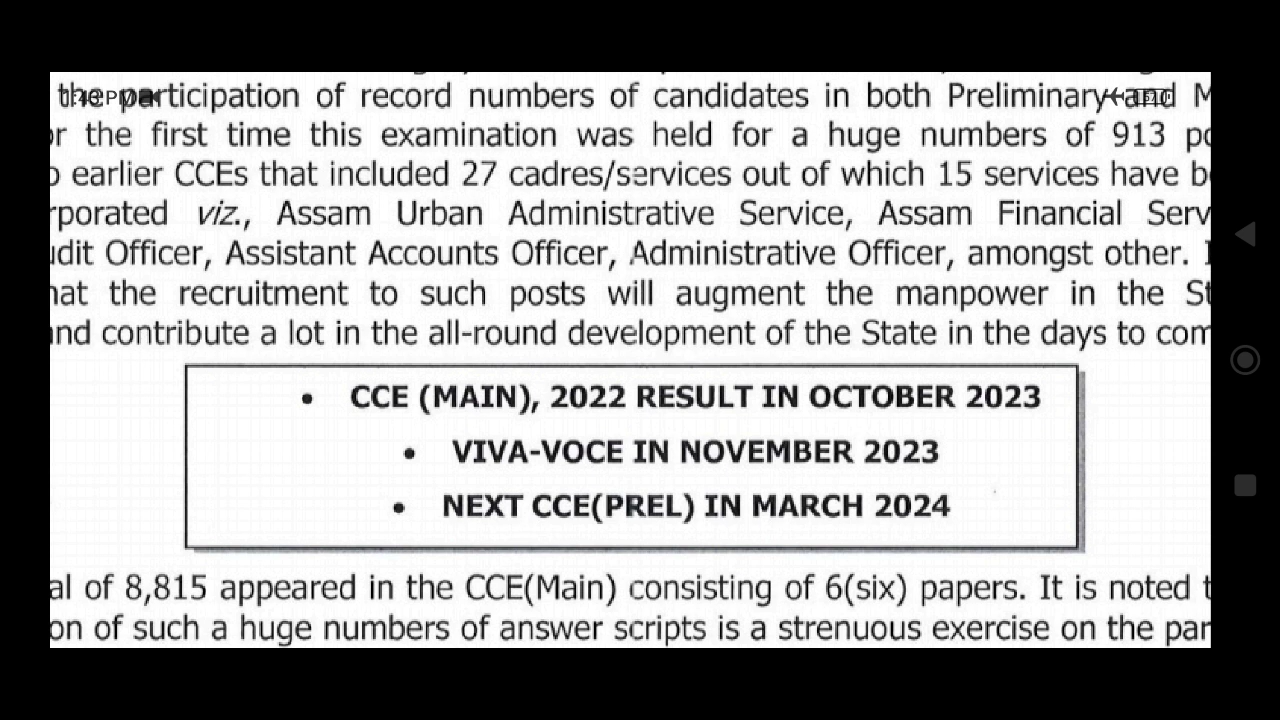 the participation of record numbers of candidates in both Preliminary and
the first time this examination was held for a huge numbers of 913
earlier CCEs that included 27 cadres/services out of which 15 services have
viz., Assam Urban Administrative Service, Assam Financial
Officer, Assistant Accounts Officer, Administrative Officer, amongst other.
the recruitment to such posts will augment the manpower in the
contribute a lot in the all-round development of the State in the days to
• CCE (MAIN), 2022 RESULT IN OCTOBER 2023
• VIVA-VOCE IN NOVEMBER 2023
• NEXT CCE(PREL) IN MARCH 2024
of 8,815 appeared in the CCE(Main) consisting of 6(six) papers. It is noted
of such a huge numbers of answer scripts is a strenuous exercise on the